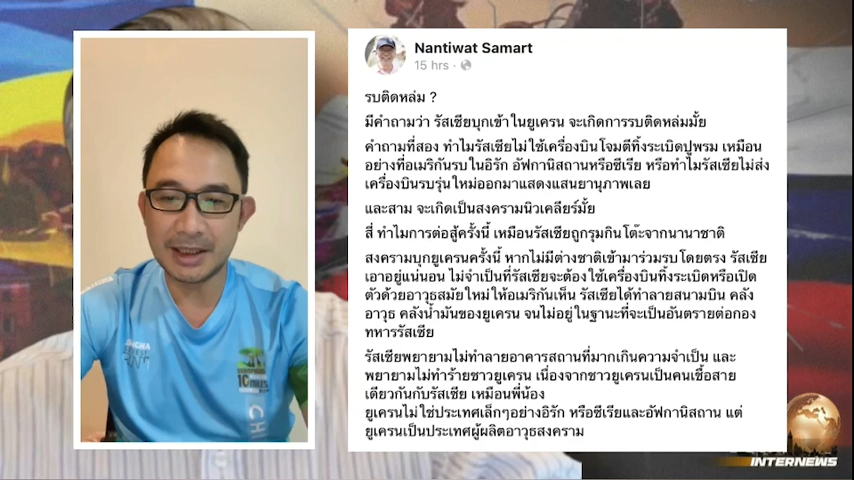 Nantiwat Samart
15 hrs ·
รบติดหล่ม ?
มีคำถามว่า รัสเซียบุกเข้าในยูเครน จะเกิดการรบติดหล่มมั้ย
คำถามที่สอง ทำไมรัสเซียไม่ใช้เครื่องบินโจมตีทิ้งระเบิดปูพรม เหมือน
อย่างที่อเมริกันรบในอิรัก อัฟกานิสถานหรือซีเรีย หรือทำไมรัสเซียไม่ส่ง
เครื่องบินรบรุ่นใหม่ออกมาแสดงแสนยานุภาพเลย
และสาม จะเกิดเป็นสงครามนิวเคลียร์มั้ย
สี่ ทำไมการต่อสู้ครั้งนี้ เหมือนรัสเซียถูกรุมกินโต๊ะจากนานาชาติ
สงครามบุกยูเครนครั้งนี้ หากไม่มีต่างชาติเข้ามาร่วมรบโดยตรง รัสเซีย
เอาอยู่แน่นอน ไม่จำเป็นที่รัสเซียจะต้องใช้เครื่องบินทิ้งระเบิดหรือเปิด
ตัวด้วยอาวุธสมัยใหม่ให้อเมริกันเห็น รัสเซียได้ทำลายสนามบิน คลัง
อาวุธ คลังน้ำมันของยูเครน จนไม่อยู่ในฐานะที่จะเป็นอันตรายต่อกอง
ทหารรัสเซีย
รัสเซียพยายามไม่ทำลายอาคารสถานที่มากเกินความจำเป็น และ
พยายามไม่ทำร้ายชาวยูเครน เนื่องจากชาวยูเครนเป็นคนเชื้อสาย
เดียวกันกับรัสเซีย เหมือนพี่น้อง
ยูเครนไม่ใช่ประเทศเล็กๆอย่างอิรัก หรือซีเรียและอัฟกานิสถาน แต่
ยูเครนเป็นประเทศผู้ผลิตอาวุธสงคราม
10 MILES
INTERNEWS